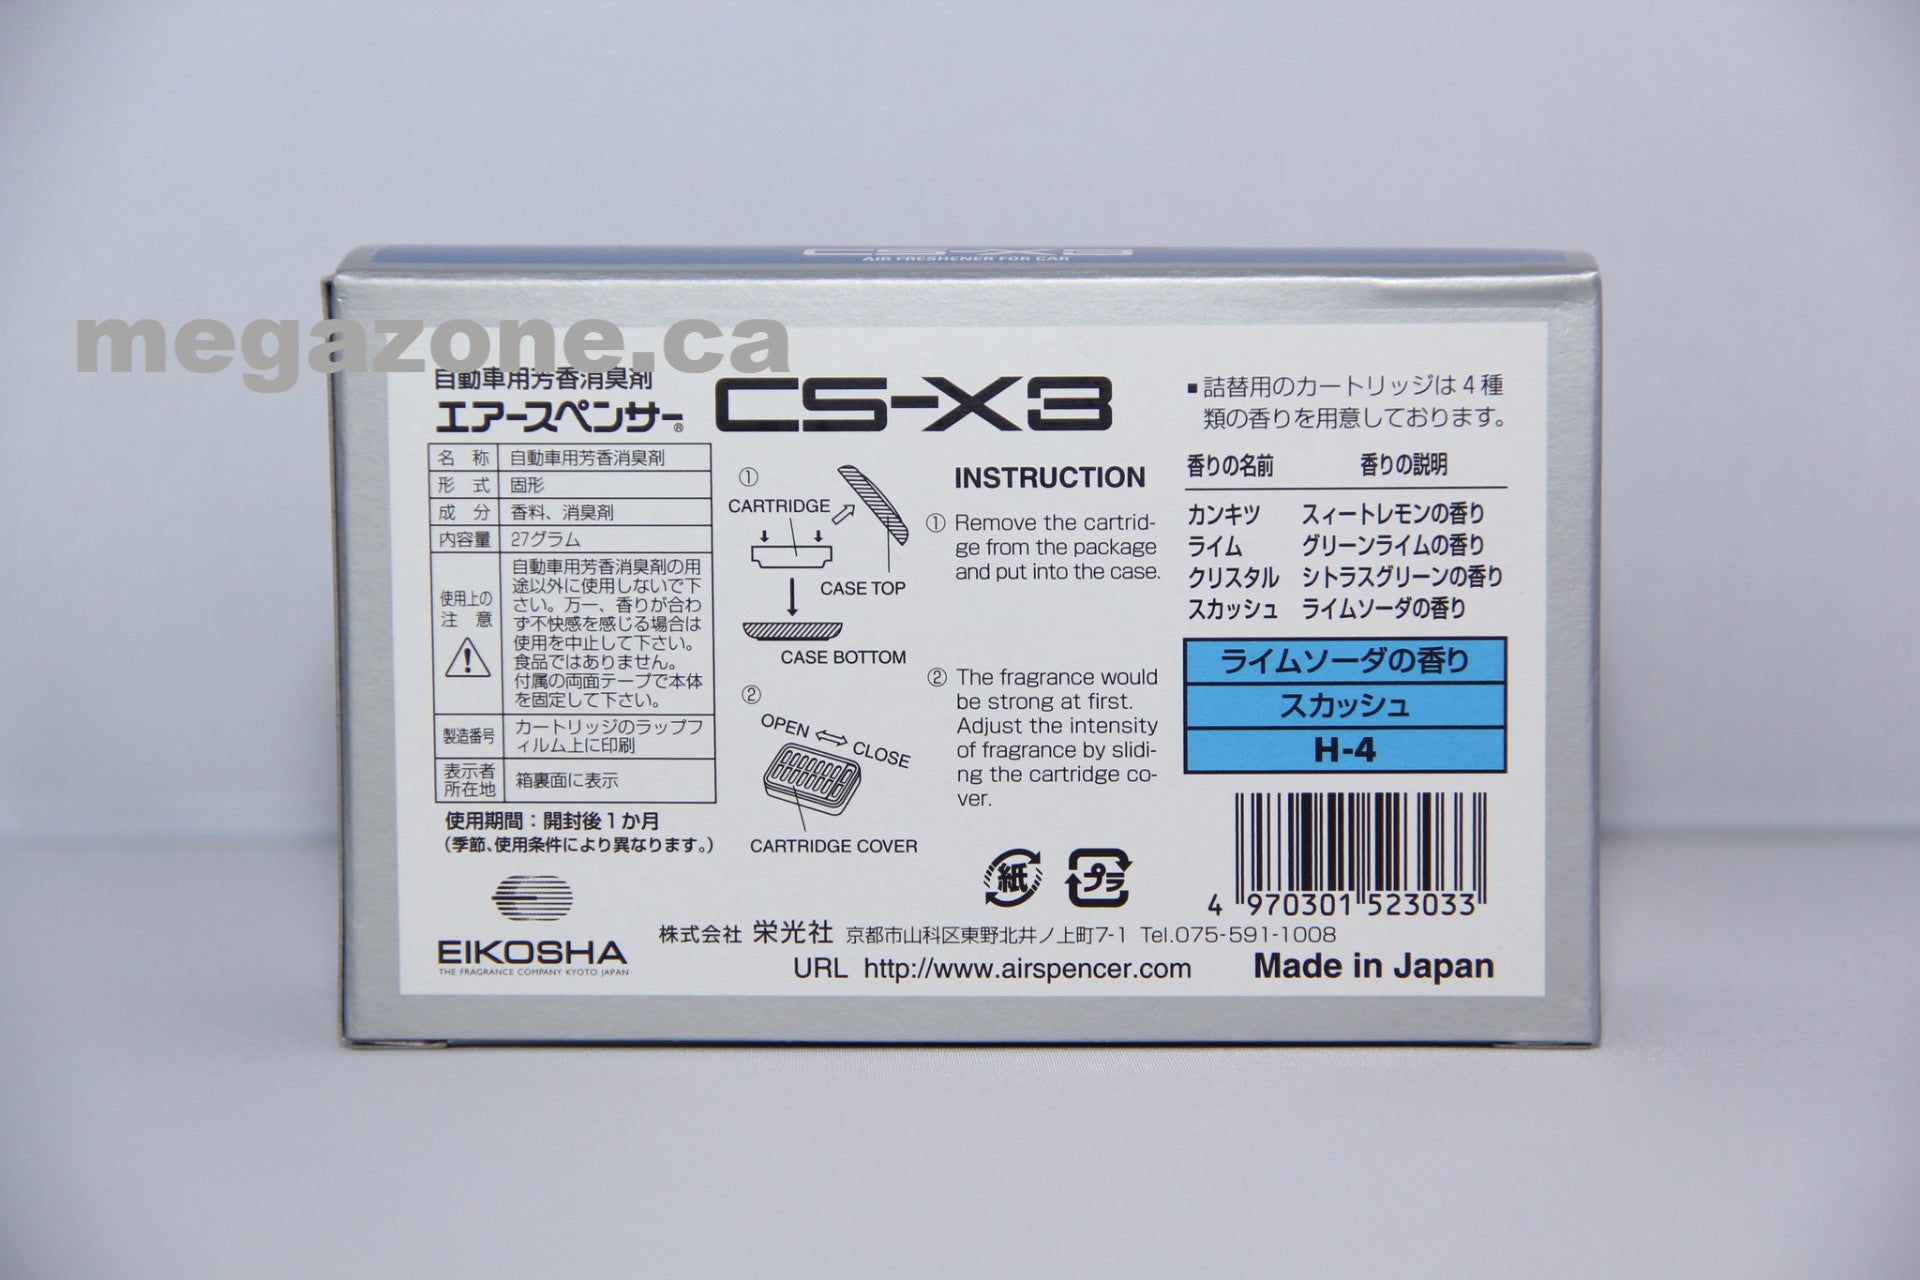 CS-X3
AIR FRESHENER FOR CAR
megazone.ca
自動車用芳香消臭剤
エアースペンサー®
CS-X3
名称 自動車用芳香消臭剤
形式 固形
成分 香料、消臭剤
内容量 27グラム
使用上の
注意
自動車用芳香消臭剤の用
途以外に使用しないで下
さい。万一、香りが合わ
ず不快感を感じる場合は
使用を中止して下さい。
食品ではありません。
付属の両面テープで本体
を固定して下さい。
製造番号
カートリッジのラップフ
ィルム上に印刷
表示者
所在地
箱裏面に表示
使用期間：開封後1か月
（季節、使用条件により異なります。）
①
CARTRIDGE
CASE TOP
CASE BOTTOM
②
OPEN ⇔ CLOSE
CARTRIDGE COVER
INSTRUCTION
① Remove the cartrid-
ge from the package
and put into the case.
② The fragrance would
be strong at first.
Adjust the intensity
of fragrance by slidi-
ng the cartridge co-
ver.
■詰替用のカートリッジは4種
類の香りを用意しております。
香りの名前 香りの説明
カンキツ スィートレモンの香り
ライム グリーンライムの香り
クリスタル シトラスグリーンの香り
スカッシュ ライムソーダの香り
ライムソーダの香り
スカッシュ
H-4
紙
プラ
4 970301 523033
EIKOSHA
THE FRAGRANCE COMPANY KYOTO JAPAN
株式会社 栄光社 京都市山科区東野北井ノ上町7-1 Tel.075-591-1008
URL http://www.airspencer.com
Made in Japan